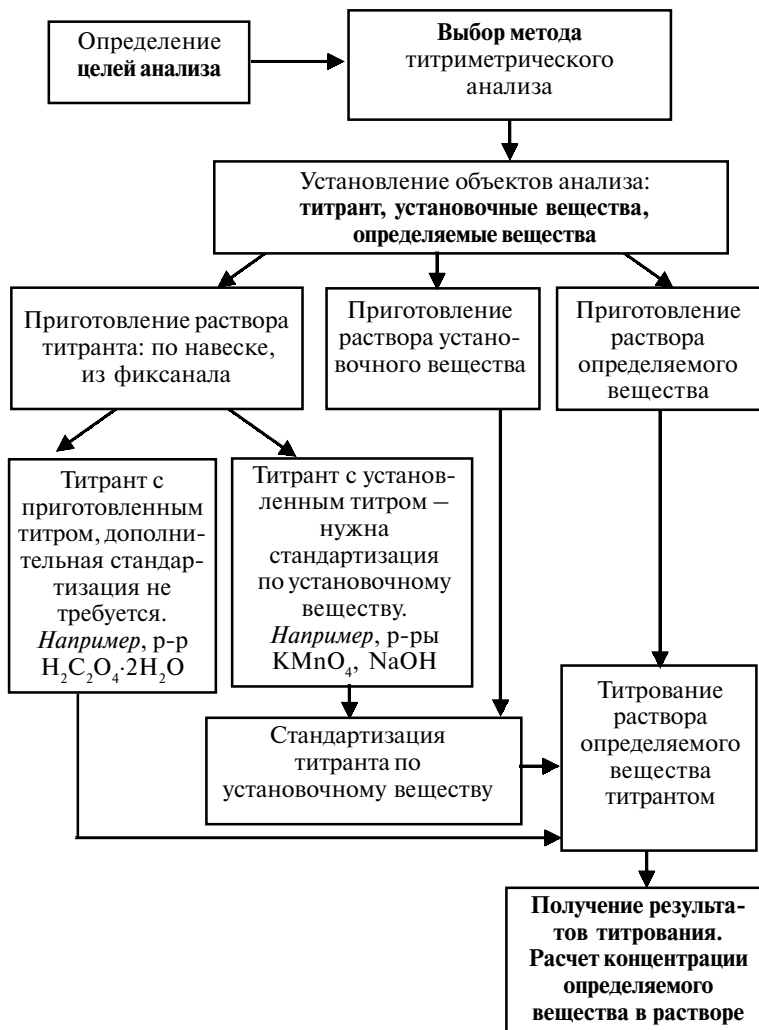 Определение
целей анализа
Выбор метода
титриметрического
анализа
Установление объектов анализа:
титрант, установочные вещества,
определяемые вещества
Приготовление раствора
титранта: по навеске,
из фиксанала
Приготовление
раствора устано-
вочного вещества
Приготовление
раствора
определяемого
вещества
Титрант с
приготовленным
титром, дополни-
тельная стандар-
тизация не
требуется.
Например, р-р
H₂C₂O₄·2H₂O
Титрант с установ-
ленным титром –
нужна
стандартизация
по установочному
веществу.
Например, р-ры
KMnO₄, NaOH
Стандартизация
титранта по
установочному веществу
Титрование
раствора
определяемого
вещества
титрантом
Получение результа-
тов титрования.
Расчет концентрации
определяемого
вещества в растворе